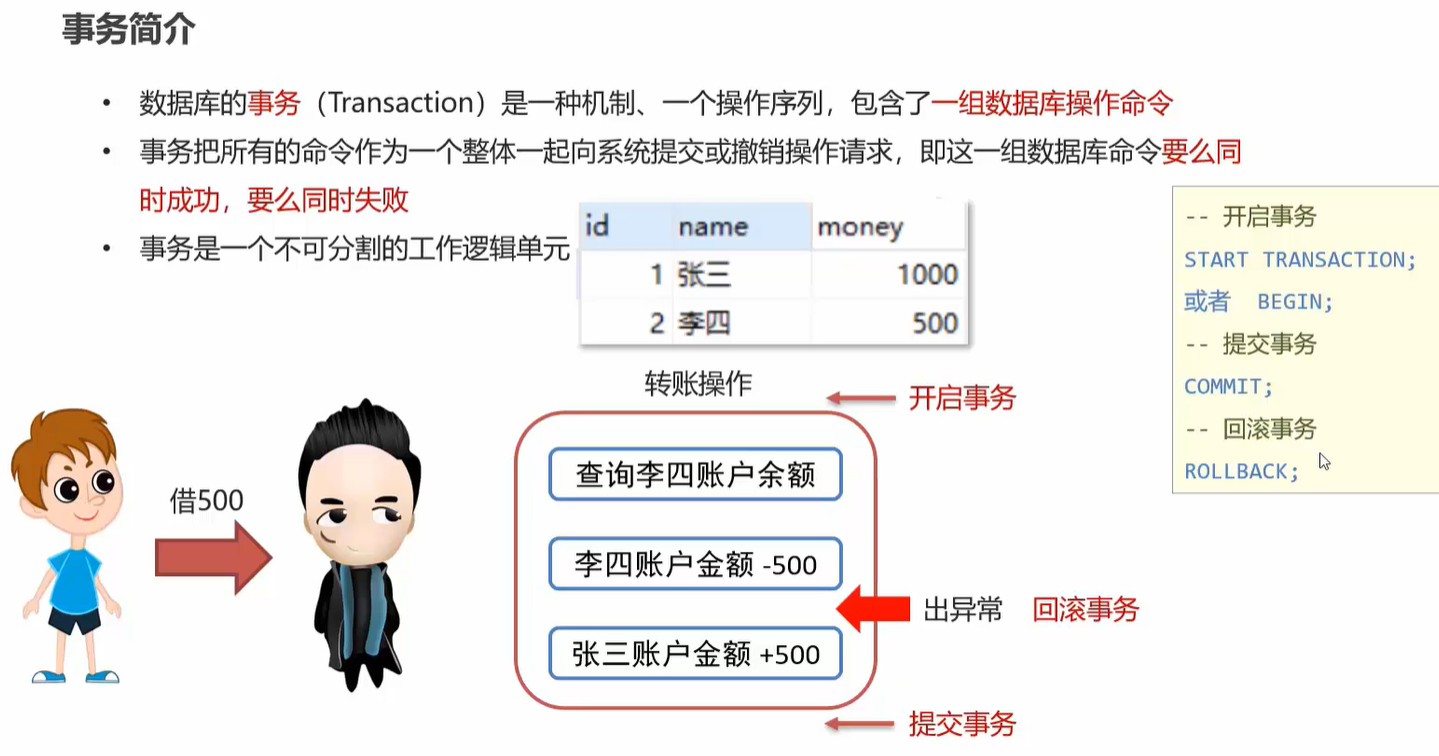 事务简介
• 数据库的事务（Transaction）是一种机制、一个操作序列，包含了一组数据库操作命令
• 事务把所有的命令作为一个整体一起向系统提交或撤销操作请求，即这一组数据库命令要么同
时成功，要么同时失败
• 事务是一个不可分割的工作逻辑单元
id name money
1 张三 1000
2 李四 500
-- 开启事务
START TRANSACTION;
或者 BEGIN;
-- 提交事务
COMMIT;
-- 回滚事务
ROLLBACK;
借500
转账操作
开启事务
查询李四账户余额
李四账户金额 -500
出异常 回滚事务
张三账户金额 +500
提交事务